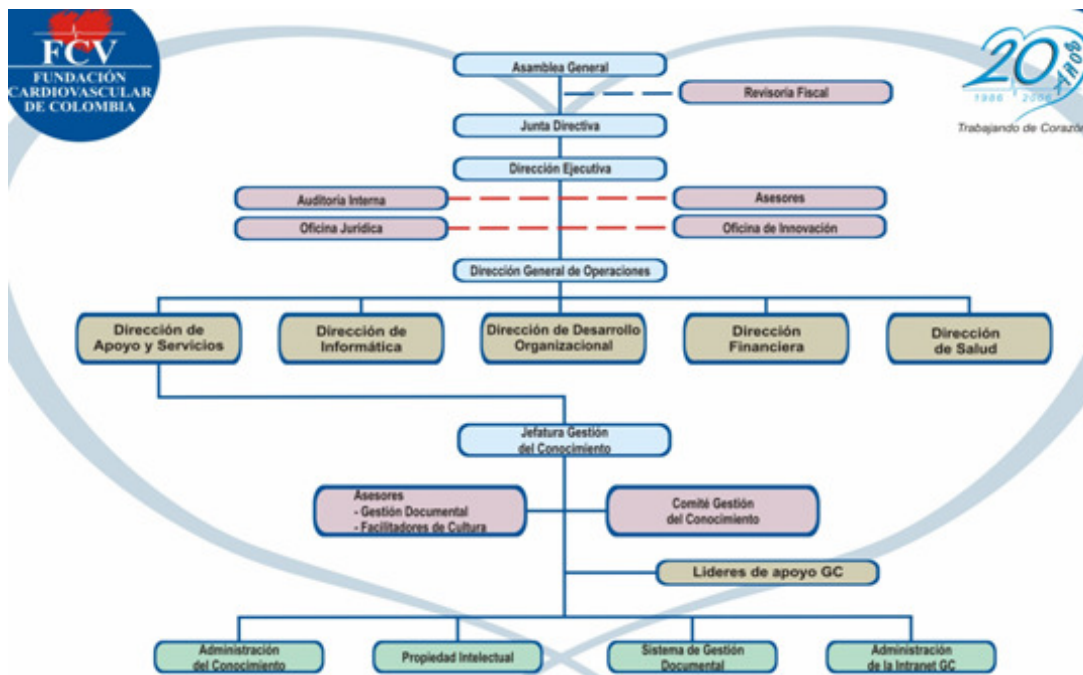 FCV
FUNDACIÓN
CARDIOVASCULAR
DE COLOMBIA
20 AÑOS
1986 2006
Trabajando de Corazón
Asamblea General
Revisoría Fiscal
Junta Directiva
Dirección Ejecutiva
Auditoria Interna
Asesores
Oficina Jurídica
Oficina de Innovación
Dirección General de Operaciones
Dirección de
Apoyo y Servicios
Dirección de
Informática
Dirección de Desarrollo
Organizacional
Dirección
Financiera
Dirección
de Salud
Jefatura Gestión
del Conocimiento
Asesores
- Gestión Documental
- Facilitadores de Cultura
Comité Gestión
del Conocimiento
Lideres de apoyo GC
Administración
del Conocimiento
Propiedad Intelectual
Sistema de Gestión
Documental
Administración
de la Intranet GC